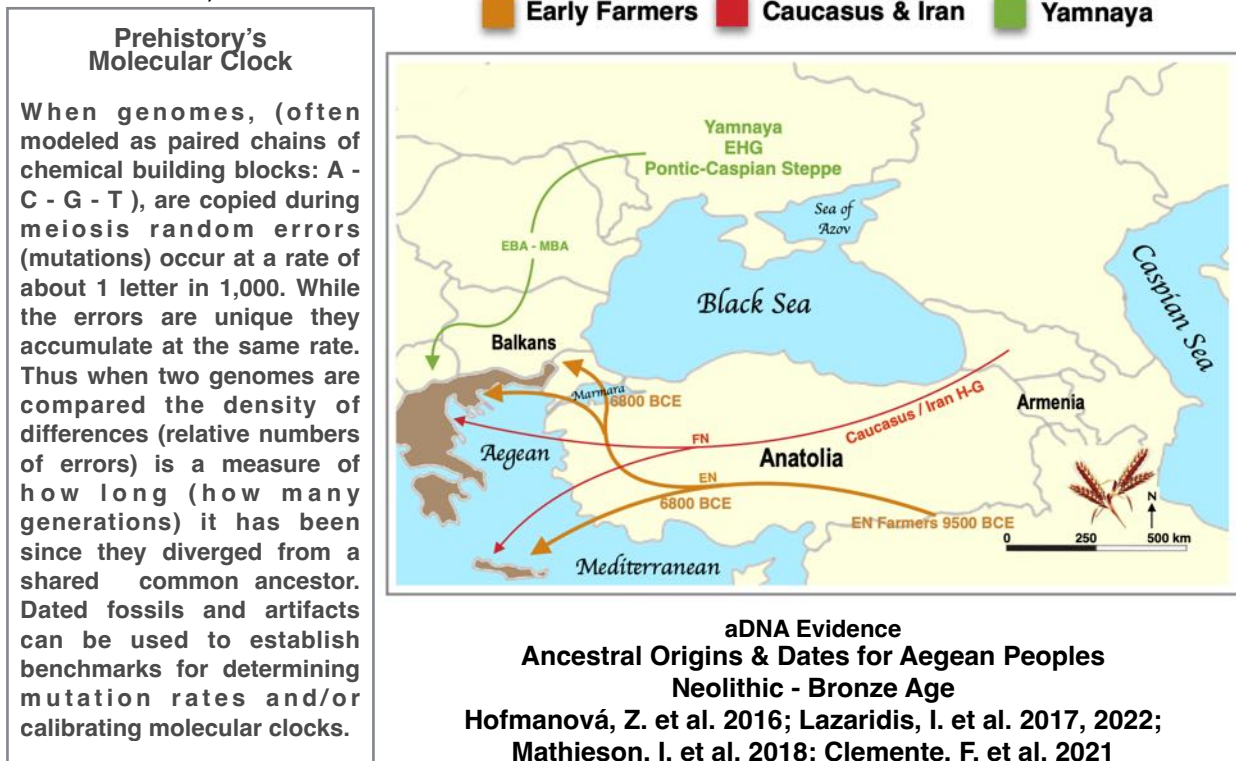 Prehistory's
Molecular Clock
When genomes, (often
modeled as paired chains of
chemical building blocks: A -
C - G - T ), are copied during
meiosis random errors
(mutations) occur at a rate of
about 1 letter in 1,000. While
the errors are unique they
accumulate at the same rate.
Thus when two genomes are
compared the density of
differences (relative numbers
of errors) is a measure of
how long (how many
generations) it has been
since they diverged from a
shared common ancestor.
Dated fossils and artifacts
can be used to establish
benchmarks for determining
mutation rates and/or
calibrating molecular clocks.
Early Farmers
Caucasus & Iran
Yamnaya
Yamnaya
EHG
Pontic-Caspian Steppe
Sea of
Azov
EBA - MBA
Caspian Sea
Black Sea
Balkans
Marmara
6800 BCE
Armenia
Caucasus / Iran H-G
FN
Aegean
Anatolia
EN
6800 BCE
EN Farmers 9500 BCE
N
0 250 500 km
Mediterranean
aDNA Evidence
Ancestral Origins & Dates for Aegean Peoples
Neolithic - Bronze Age
Hofmanová, Z. et al. 2016; Lazaridis, I. et al. 2017, 2022;
Mathieson, I. et al. 2018; Clemente, F. et al. 2021